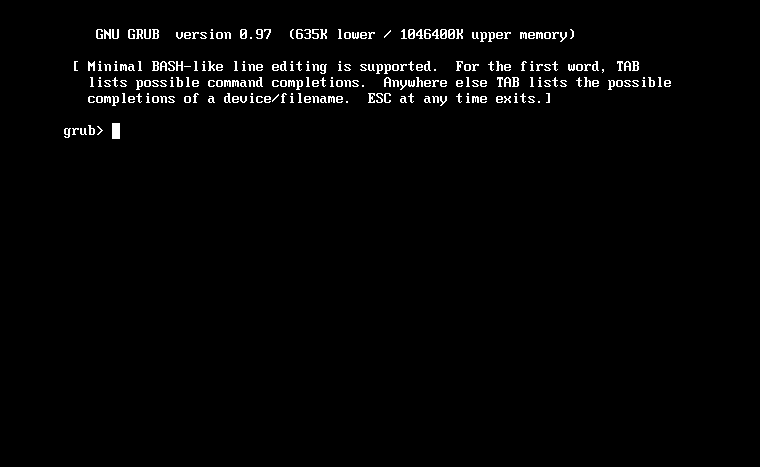 GNU GRUB  version 0.97  (635K lower / 1046400K upper memory)
[ Minimal BASH-like line editing is supported.  For the first word, TAB
lists possible command completions.  Anywhere else TAB lists the possible
completions of a device/filename.  ESC at any time exits.]
grub>